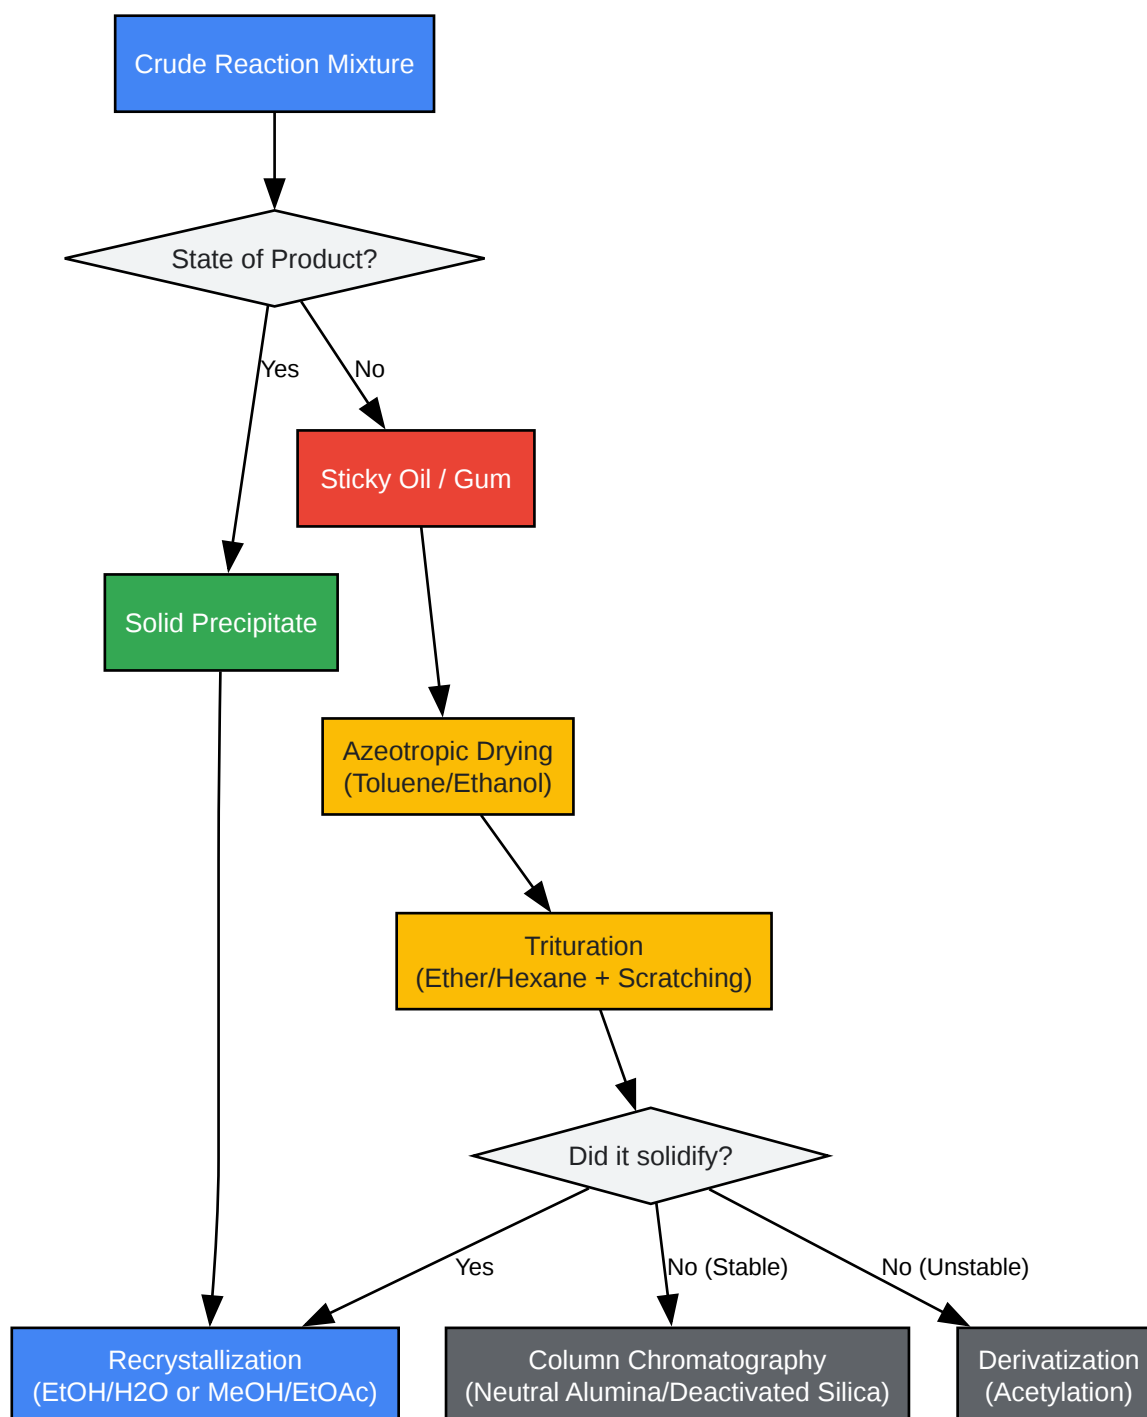 Crude Reaction Mixture
State of Product?
Yes
No
Sticky Oil / Gum
Solid Precipitate
Azeotropic Drying
(Toluene/Ethanol)
Trituration
(Ether/Hexane + Scratching)
Did it solidify?
Yes
No (Stable)
No (Unstable)
Recrystallization
(EtOH/H2O or MeOH/EtOAc)
Column Chromatography
(Neutral Alumina/Deactivated Silica)
Derivatization
(Acetylation)